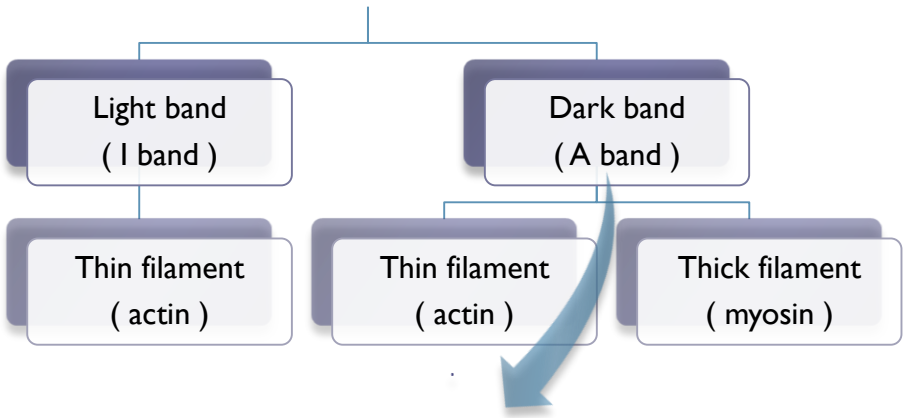 Light band
( I band )
Dark band
( A band )
Thin filament
( actin )
Thin filament
( actin )
Thick filament
( myosin )
.